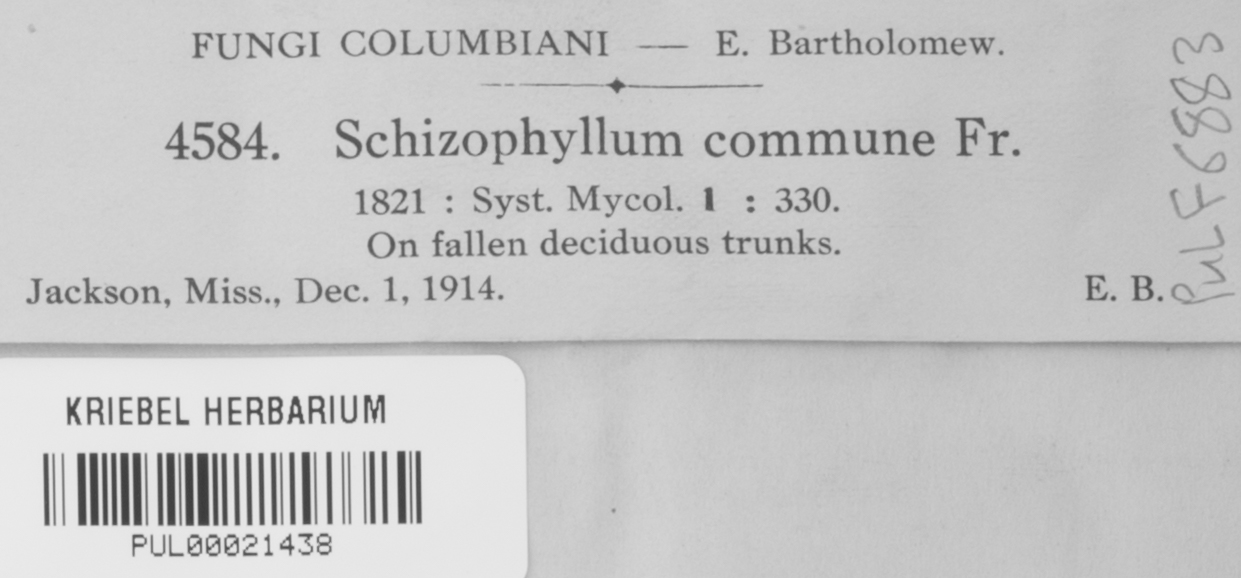 FUNGI COLUMBIANI — E. Bartholomew.
4584. Schizophyllum commune Fr.
1821 : Syst. Mycol. 1 : 330.
On fallen deciduous trunks.
Jackson, Miss., Dec. 1, 1914. E. B.
PUL F6883
KRIEBEL HERBARIUM
PUL00021438